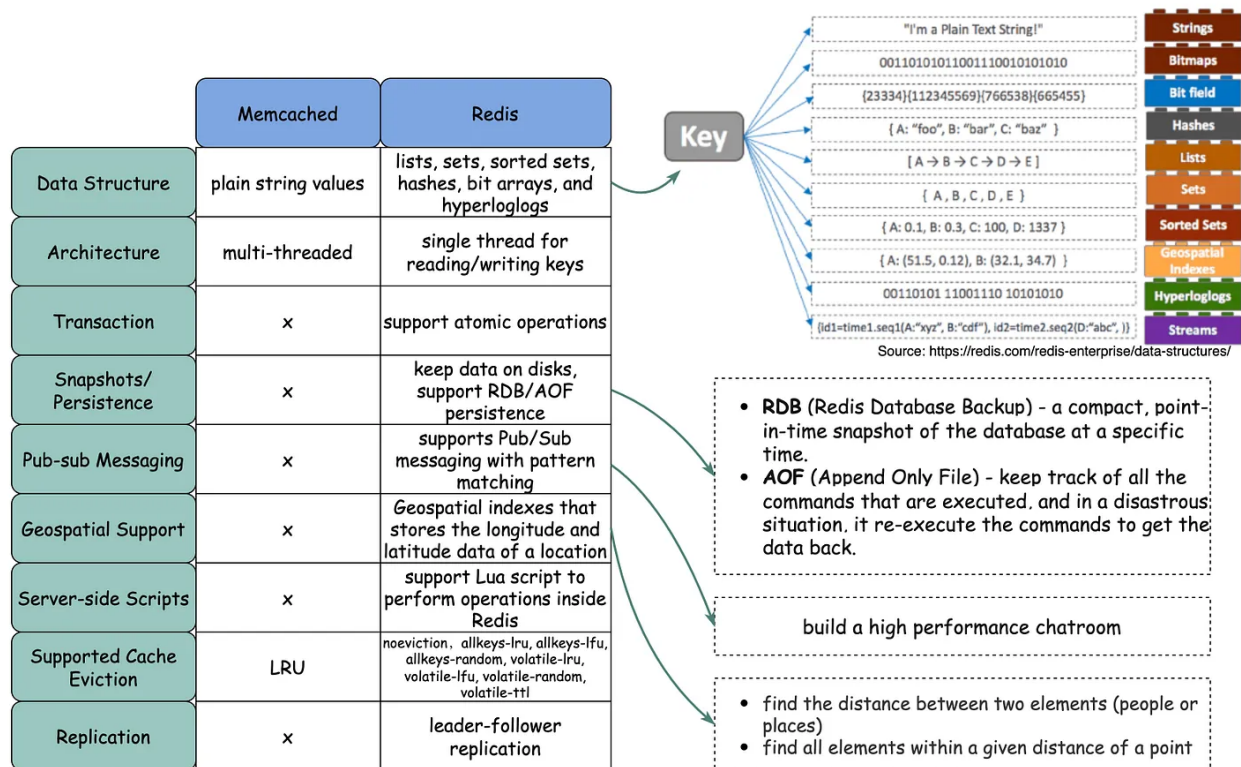 Memcached
Redis
Data Structure
plain string values
lists, sets, sorted sets,
hashes, bit arrays, and
hyperloglogs
Architecture
multi-threaded
single thread for
reading/writing keys
Transaction
x
support atomic operations
Snapshots/
Persistence
x
keep data on disks,
support RDB/AOF
persistence
Pub-sub Messaging
x
supports Pub/Sub
messaging with pattern
matching
Geospatial Support
x
Geospatial indexes that
stores the longitude and
latitude data of a location
Server-side Scripts
x
support Lua script to
perform operations inside
Redis
Supported Cache
Eviction
LRU
noeviction, allkeys-lru, allkeys-lfu,
allkeys-random, volatile-lru,
volatile-lfu, volatile-random,
volatile-ttl
Replication
x
leader-follower
replication
Key
"I'm a Plain Text String!"
Strings
00110101011001110010101010
Bitmaps
{23334}{112345569}{766538}{665455}
Bit field
{ A: “foo”, B: “bar”, C: “baz” }
Hashes
[ A → B → C → D → E ]
Lists
{ A , B , C , D , E }
Sets
{ A: 0.1, B: 0.3, C: 100, D: 1337 }
Sorted Sets
{ A: (51.5, 0.12), B: (32.1, 34.7) }
Geospatial
Indexes
00110101 11001110 10101010
Hyperloglogs
{id1=time1.seq1(A:“xyz”, B:“cdf”), id2=time2.seq2(D:“abc”, )}
Streams
Source: https://redis.com/redis-enterprise/data-structures/
• RDB (Redis Database Backup) - a compact, point-
in-time snapshot of the database at a specific
time.
• AOF (Append Only File) - keep track of all the
commands that are executed, and in a disastrous
situation, it re-execute the commands to get the
data back.
build a high performance chatroom
• find the distance between two elements (people or
places)
• find all elements within a given distance of a point